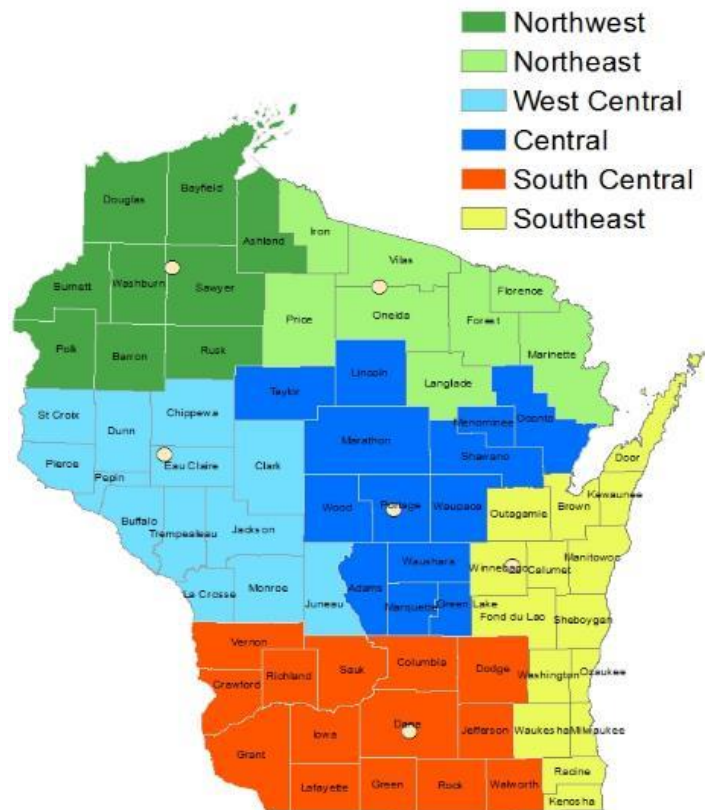 Northwest
Northeast
West Central
Central
South Central
Southeast
Douglas
Bayfield
Ashland
Iron
Vilas
Burnett
Washburn
Sawyer
Florence
Price
Oneida
Forest
Polk
Barron
Rusk
Marinette
Lincoln
Taylor
Langlade
St Croix
Dunn
Chippewa
Menominee
Oconto
Marathon
Pierce
Pepin
Eau Claire
Clark
Shawano
Door
Buffalo
Trempealeau
Jackson
Wood
Portage
Waupaca
Outagamie
Brown
Kewaunee
La Crosse
Monroe
Juneau
Adams
Waushara
Winnebago
Calumet
Manitowoc
Marquette
Green Lake
Fond du Lac
Sheboygan
Vernon
Crawford
Richland
Sauk
Columbia
Dodge
Washington
Ozaukee
Grant
Iowa
Dane
Jefferson
Waukesha
Milwaukee
Lafayette
Green
Rock
Walworth
Racine
Kenosha